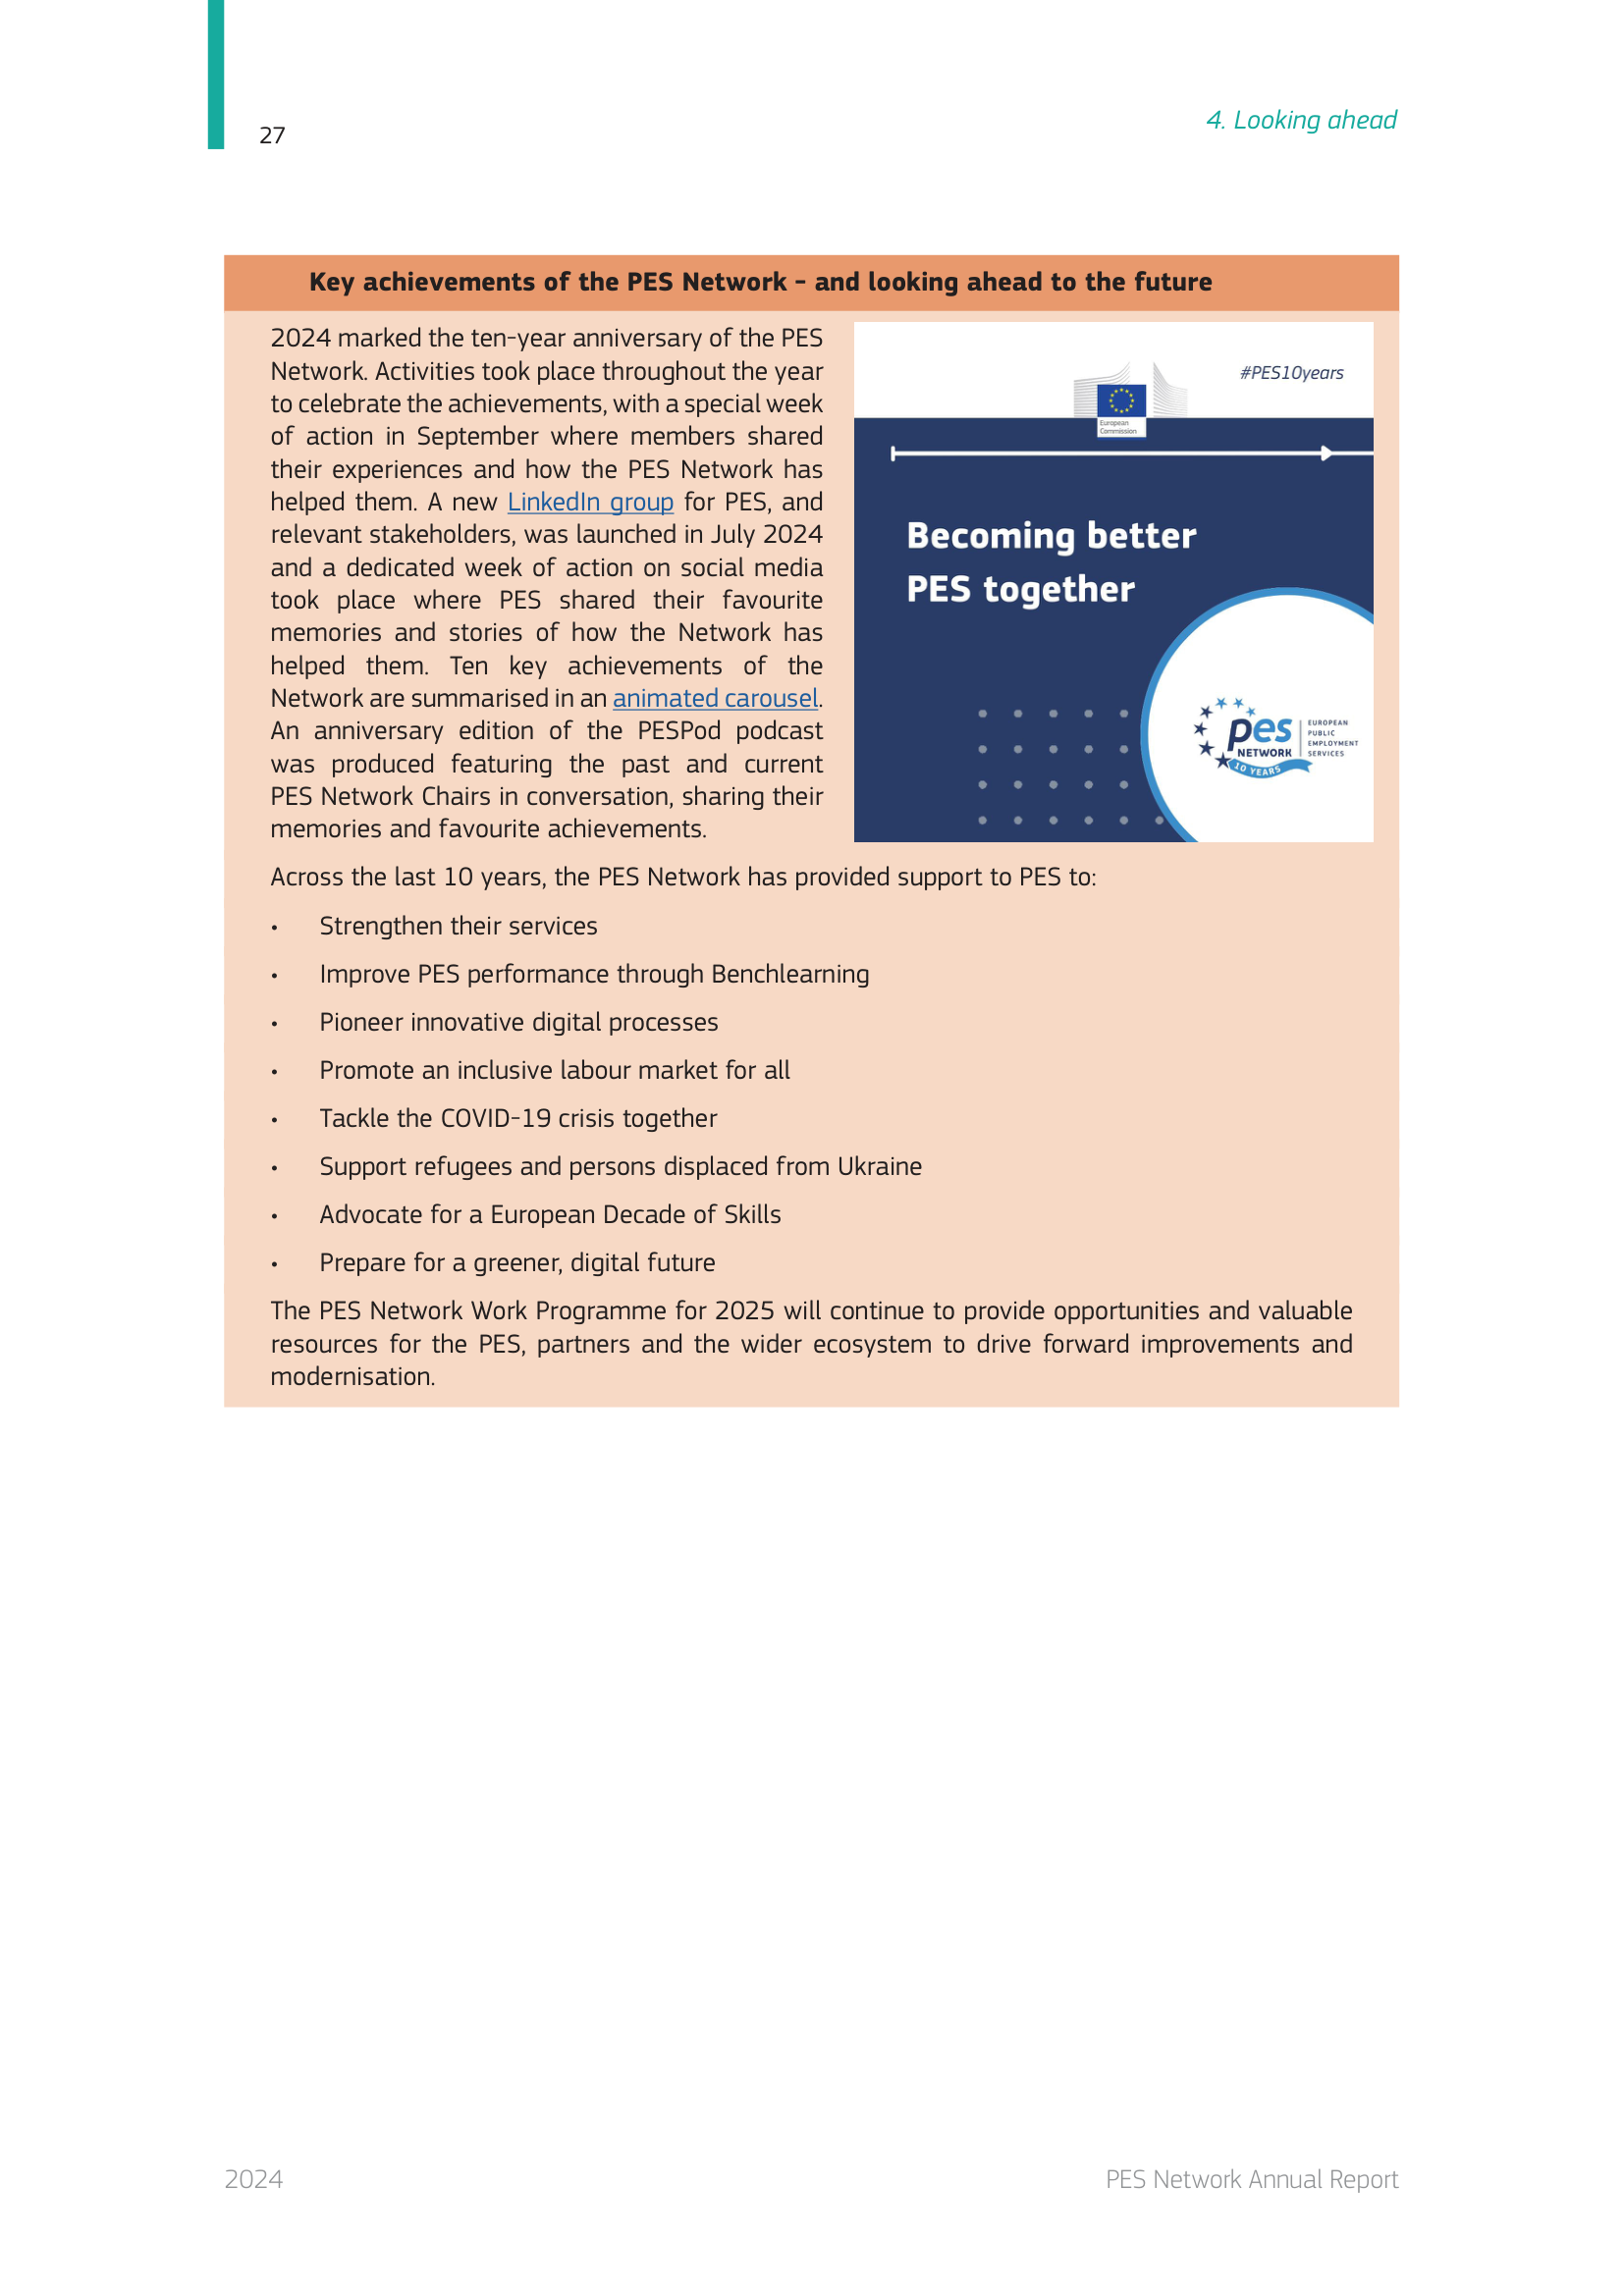 27
4. Looking ahead
Key achievements of the PES Network – and looking ahead to the future
2024 marked the ten-year anniversary of the PES
Network. Activities took place throughout the year
to celebrate the achievements, with a special week
of action in September where members shared
their experiences and how the PES Network has
helped them. A new LinkedIn group for PES, and
relevant stakeholders, was launched in July 2024
and a dedicated week of action on social media
took place where PES shared their favourite
memories and stories of how the Network has
helped them. Ten key achievements of the
Network are summarised in an animated carousel.
An anniversary edition of the PESPod podcast
was produced featuring the past and current
PES Network Chairs in conversation, sharing their
memories and favourite achievements.
#PES10years
European
Commission
Becoming better
PES together
pes
NETWORK
10 YEARS
EUROPEAN
PUBLIC
EMPLOYMENT
SERVICES
Across the last 10 years, the PES Network has provided support to PES to:
• Strengthen their services
• Improve PES performance through Benchlearning
• Pioneer innovative digital processes
• Promote an inclusive labour market for all
• Tackle the COVID-19 crisis together
• Support refugees and persons displaced from Ukraine
• Advocate for a European Decade of Skills
• Prepare for a greener, digital future
The PES Network Work Programme for 2025 will continue to provide opportunities and valuable
resources for the PES, partners and the wider ecosystem to drive forward improvements and
modernisation.
2024
PES Network Annual Report